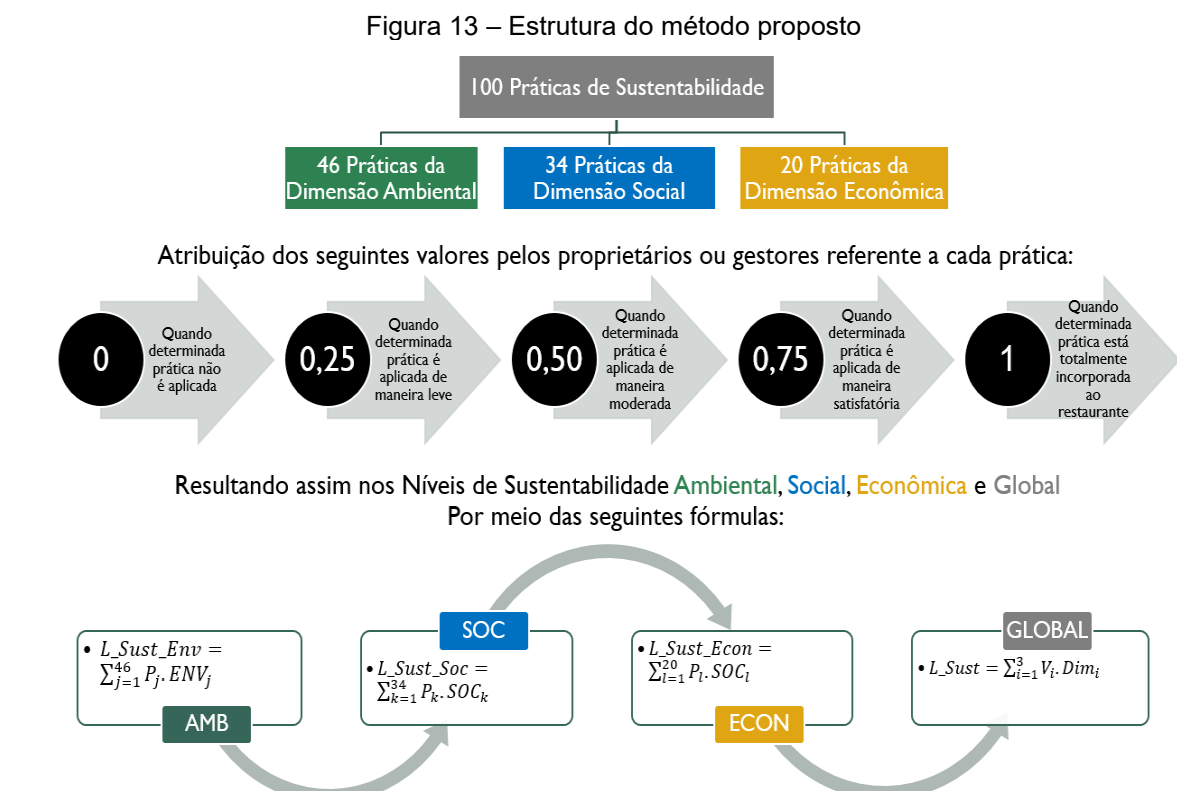 Figura 13 – Estrutura do método proposto
100 Práticas de Sustentabilidade
46 Práticas da
Dimensão Ambiental
34 Práticas da
Dimensão Social
20 Práticas da
Dimensão Econômica
Atribuição dos seguintes valores pelos proprietários ou gestores referente a cada prática:
0
Quando
determinada
prática não
é aplicada
0,25
Quando
determinada
prática é
aplicada de
maneira leve
0,50
Quando
determinada
prática é
aplicada de
maneira
moderada
0,75
Quando
determinada
prática é
aplicada de
maneira
satisfatória
1
Quando
determinada
prática está
totalmente
incorporada
ao
restaurante
Resultando assim nos Níveis de Sustentabilidade Ambiental, Social, Econômica e Global
Por meio das seguintes fórmulas:
• L_Sust_Env =
∑_{j=1}^{46} P_j. ENV_j
AMB
SOC
• L_Sust_Soc =
∑_{k=1}^{34} P_k. SOC_k
• L_Sust_Econ =
∑_{l=1}^{20} P_l. SOC_l
ECON
GLOBAL
• L_Sust = ∑_{i=1}^{3} V_i. Dim_i